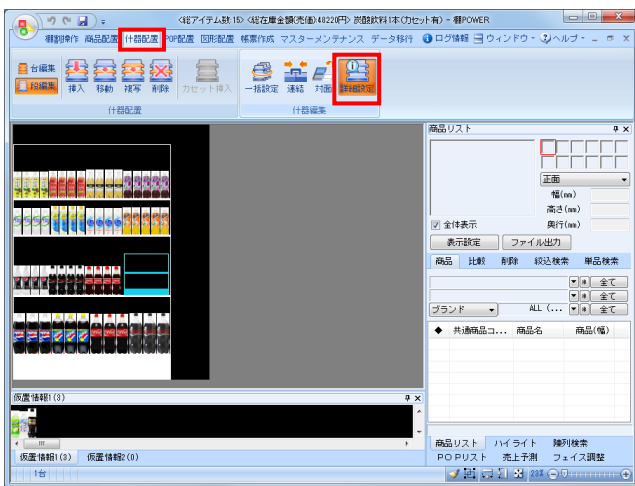 <総アイテム数:15> <総在庫金額(売価):48220円> 炭酸飲料1本(カセット有) - 棚POWER
棚割操作 商品配置 什器配置 POP配置 図形配置 帳票作成 マスターメンテナンス データ移行 ログ情報 ウィンドウ ヘルプ
台編集
段編集
挿入 移動 複写 削除 カセット挿入 一括設定 連結 対面 詳細設定
什器配置 什器編集
商品リスト
正面
幅(mm)
高さ(mm)
全体表示 奥行(mm)
表示設定 ファイル出力
商品 比較 削除 絞込検索 単品検索
* 全て
* 全て
ブランド ALL (... * 全て
◆ 共通商品コ... 商品名 商品(幅)
仮置情報1(3)
仮置情報1(3) 仮置情報2(0)
商品リスト ハイライト 陳列検索
POPリスト 売上予測 フェイス調整
1台 23%